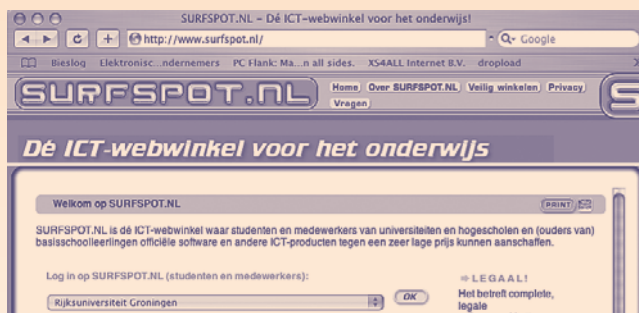 SURFSPOT.NL – Dé ICT-webwinkel voor het onderwijs!
http://www.surfspot.nl/
Google
Bieslog Elektronisc...ndernemers PC Flank: Ma...n all sides. XS4ALL Internet B.V. dropload
SURFSPOT.NL
Home Over SURFSPOT.NL Veilig winkelen Privacy
Vragen
S
Dé ICT-webwinkel voor het onderwijs
Welkom op SURFSPOT.NL
PRINT
SURFSPOT.NL is dé ICT-webwinkel waar studenten en medewerkers van universiteiten en hogescholen en (ouders van)
basisschoolleerlingen officiële software en andere ICT-producten tegen een zeer lage prijs kunnen aanschaffen.
Log in op SURFSPOT.NL (studenten en medewerkers):
Rijksuniversiteit Groningen
OK
LEGAAL!
Het betreft complete,
legale